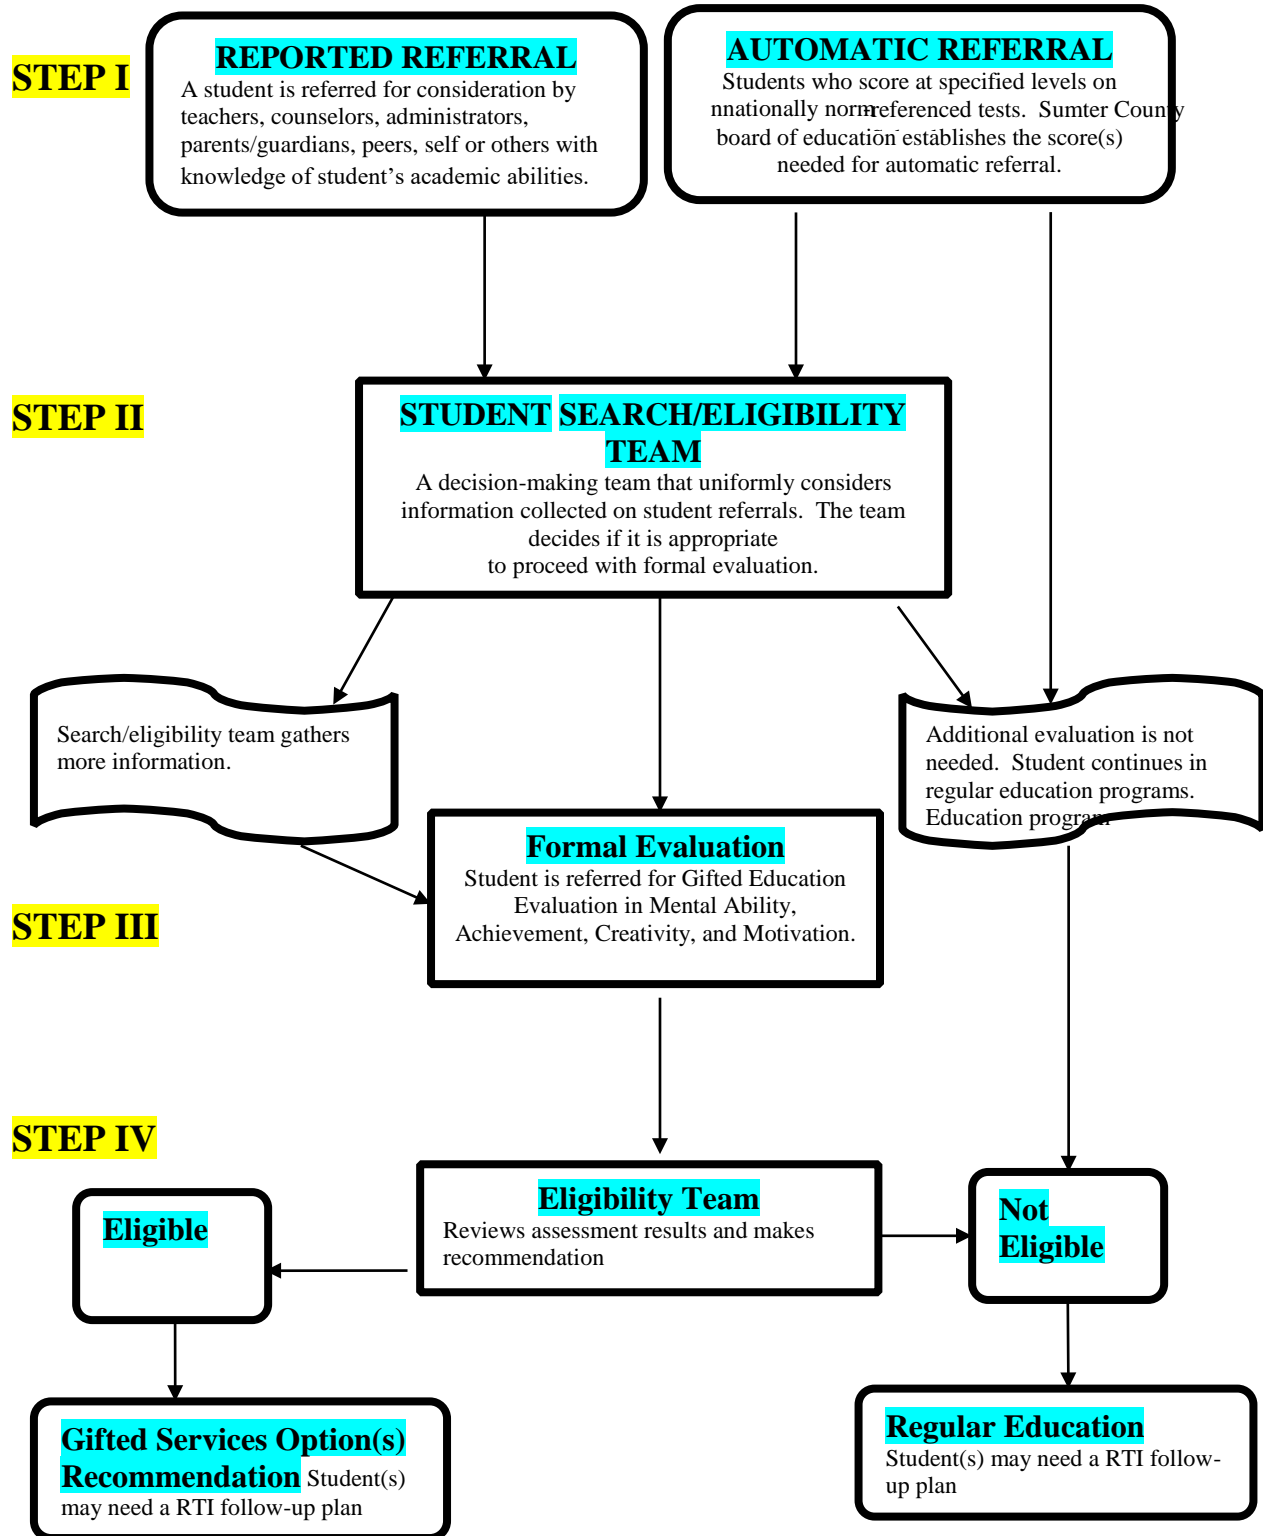 STEP I
REPORTED REFERRAL
A student is referred for consideration by
teachers, counselors, administrators,
parents/guardians, peers, self or others with
knowledge of student’s academic abilities.
AUTOMATIC REFERRAL
Students who score at specified levels on
nnationally norm-referenced tests. Sumter County
board of education establishes the score(s)
needed for automatic referral.
STEP II
STUDENT SEARCH/ELIGIBILITY
TEAM
A decision-making team that uniformly considers
information collected on student referrals. The team
decides if it is appropriate
to proceed with formal evaluation.
Search/eligibility team gathers
more information.
Additional evaluation is not
needed. Student continues in
regular education programs.
Education program
STEP III
Formal Evaluation
Student is referred for Gifted Education
Evaluation in Mental Ability,
Achievement, Creativity, and Motivation.
STEP IV
Eligible
Eligibility Team
Reviews assessment results and makes
recommendation
Not
Eligible
Gifted Services Option(s)
Recommendation Student(s)
may need a RTI follow-up plan
Regular Education
Student(s) may need a RTI follow-
up plan